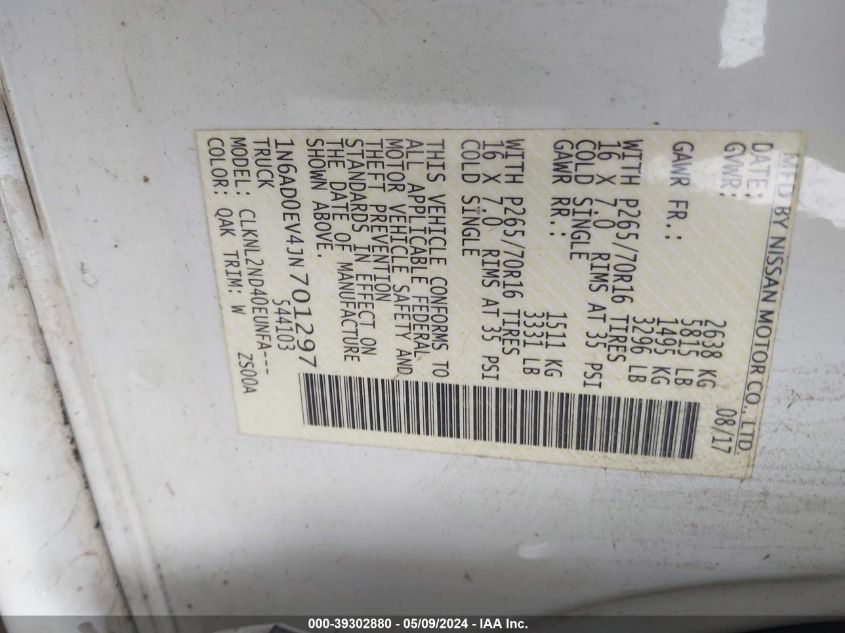 MFD BY NISSAN MOTOR CO., LTD.
DATE: 08/17
GVWR: 2638 KG
5815 LB
GAWR FR.: 1495 KG
3296 LB
WITH P265/70R16 TIRES
16 X 7.0 RIMS AT 35 PSI
COLD SINGLE
GAWR RR.: 1511 KG
3331 LB
WITH P265/70R16 TIRES
16 X 7.0 RIMS AT 35 PSI
COLD SINGLE
THIS VEHICLE CONFORMS TO
ALL APPLICABLE FEDERAL
MOTOR VEHICLE SAFETY AND
THEFT PREVENTION
STANDARDS IN EFFECT ON
THE DATE OF MANUFACTURE
SHOWN ABOVE.
1N6AD0EV4JN701297
TRUCK 544103
MODEL: CLKNL2ND40EUNFA---
COLOR: QAK TRIM: W ZS00A
000-39302880 - 05/09/2024 - IAA Inc.